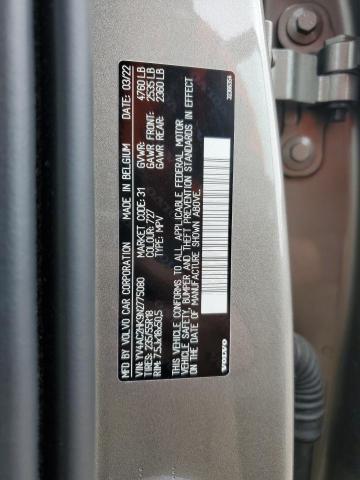 MFD BY VOLVO CAR CORPORATION MADE IN BELGIUM DATE: 03/22
VIN: YV4AC2HK9N2775080 GVWR: 4760 LB
TIRES: 235/55R18 MARKET CODE: 31 GAWR FRONT: 2535 LB
RIM: 7.5Jx18x50,5 COLOUR: 727 GAWR REAR: 2360 LB
TYPE: MPV
THIS VEHICLE CONFORMS TO ALL APPLICABLE FEDERAL MOTOR
VEHICLE SAFETY, BUMPER, AND THEFT PREVENTION STANDARDS IN EFFECT
ON THE DATE OF MANUFACTURE SHOWN ABOVE.
VOLVO